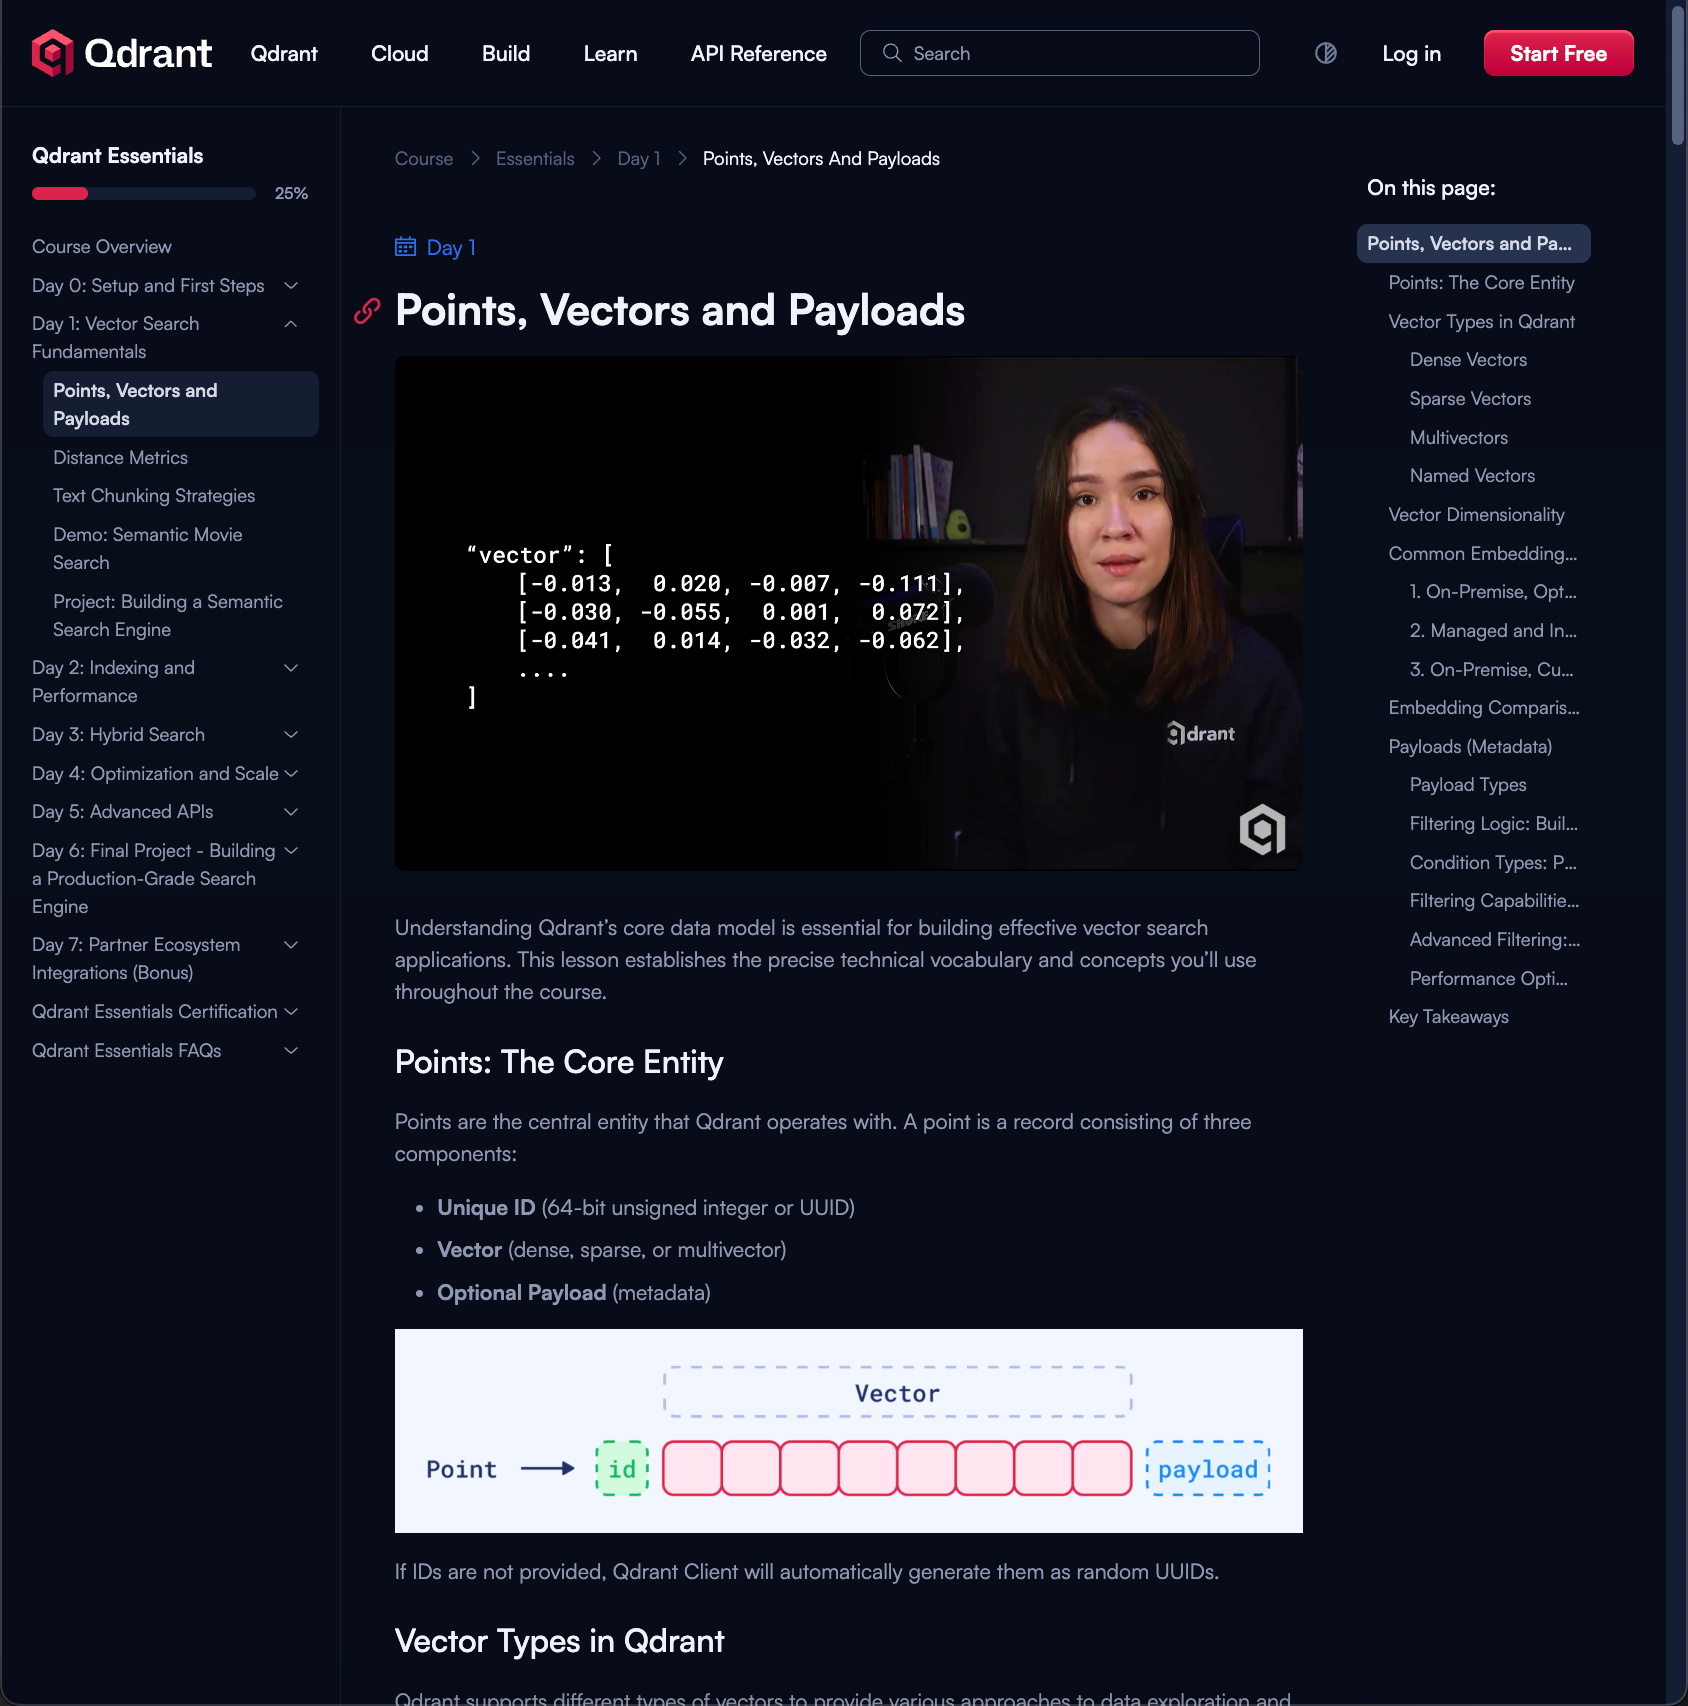 Qdrant
Qdrant
Cloud
Build
Learn
API Reference
Search
Log in
Start Free
Qdrant Essentials
25%
Course Overview
Day 0: Setup and First Steps
Day 1: Vector Search
Fundamentals
Points, Vectors and
Payloads
Distance Metrics
Text Chunking Strategies
Demo: Semantic Movie
Search
Project: Building a Semantic
Search Engine
Day 2: Indexing and
Performance
Day 3: Hybrid Search
Day 4: Optimization and Scale
Day 5: Advanced APIs
Day 6: Final Project - Building
a Production-Grade Search
Engine
Day 7: Partner Ecosystem
Integrations (Bonus)
Qdrant Essentials Certification
Qdrant Essentials FAQs
Course > Essentials > Day 1 > Points, Vectors And Payloads
Day 1
Points, Vectors and Payloads
“vector”: [
[-0.013, 0.020, -0.007, -0.111],
[-0.030, -0.055, 0.001, 0.072],
[-0.041, 0.014, -0.032, -0.062],
....
]
qdrant
Understanding Qdrant’s core data model is essential for building effective vector search
applications. This lesson establishes the precise technical vocabulary and concepts you’ll use
throughout the course.
Points: The Core Entity
Points are the central entity that Qdrant operates with. A point is a record consisting of three
components:
• Unique ID (64-bit unsigned integer or UUID)
• Vector (dense, sparse, or multivector)
• Optional Payload (metadata)
Vector
Point
id
payload
If IDs are not provided, Qdrant Client will automatically generate them as random UUIDs.
Vector Types in Qdrant
Qdrant supports different types of vectors to provide various approaches to data exploration and
On this page:
Points, Vectors and Pa...
Points: The Core Entity
Vector Types in Qdrant
Dense Vectors
Sparse Vectors
Multivectors
Named Vectors
Vector Dimensionality
Common Embedding...
1. On-Premise, Opt...
2. Managed and In...
3. On-Premise, Cu...
Embedding Comparis...
Payloads (Metadata)
Payload Types
Filtering Logic: Buil...
Condition Types: P...
Filtering Capabilitie...
Advanced Filtering:...
Performance Opti...
Key Takeaways